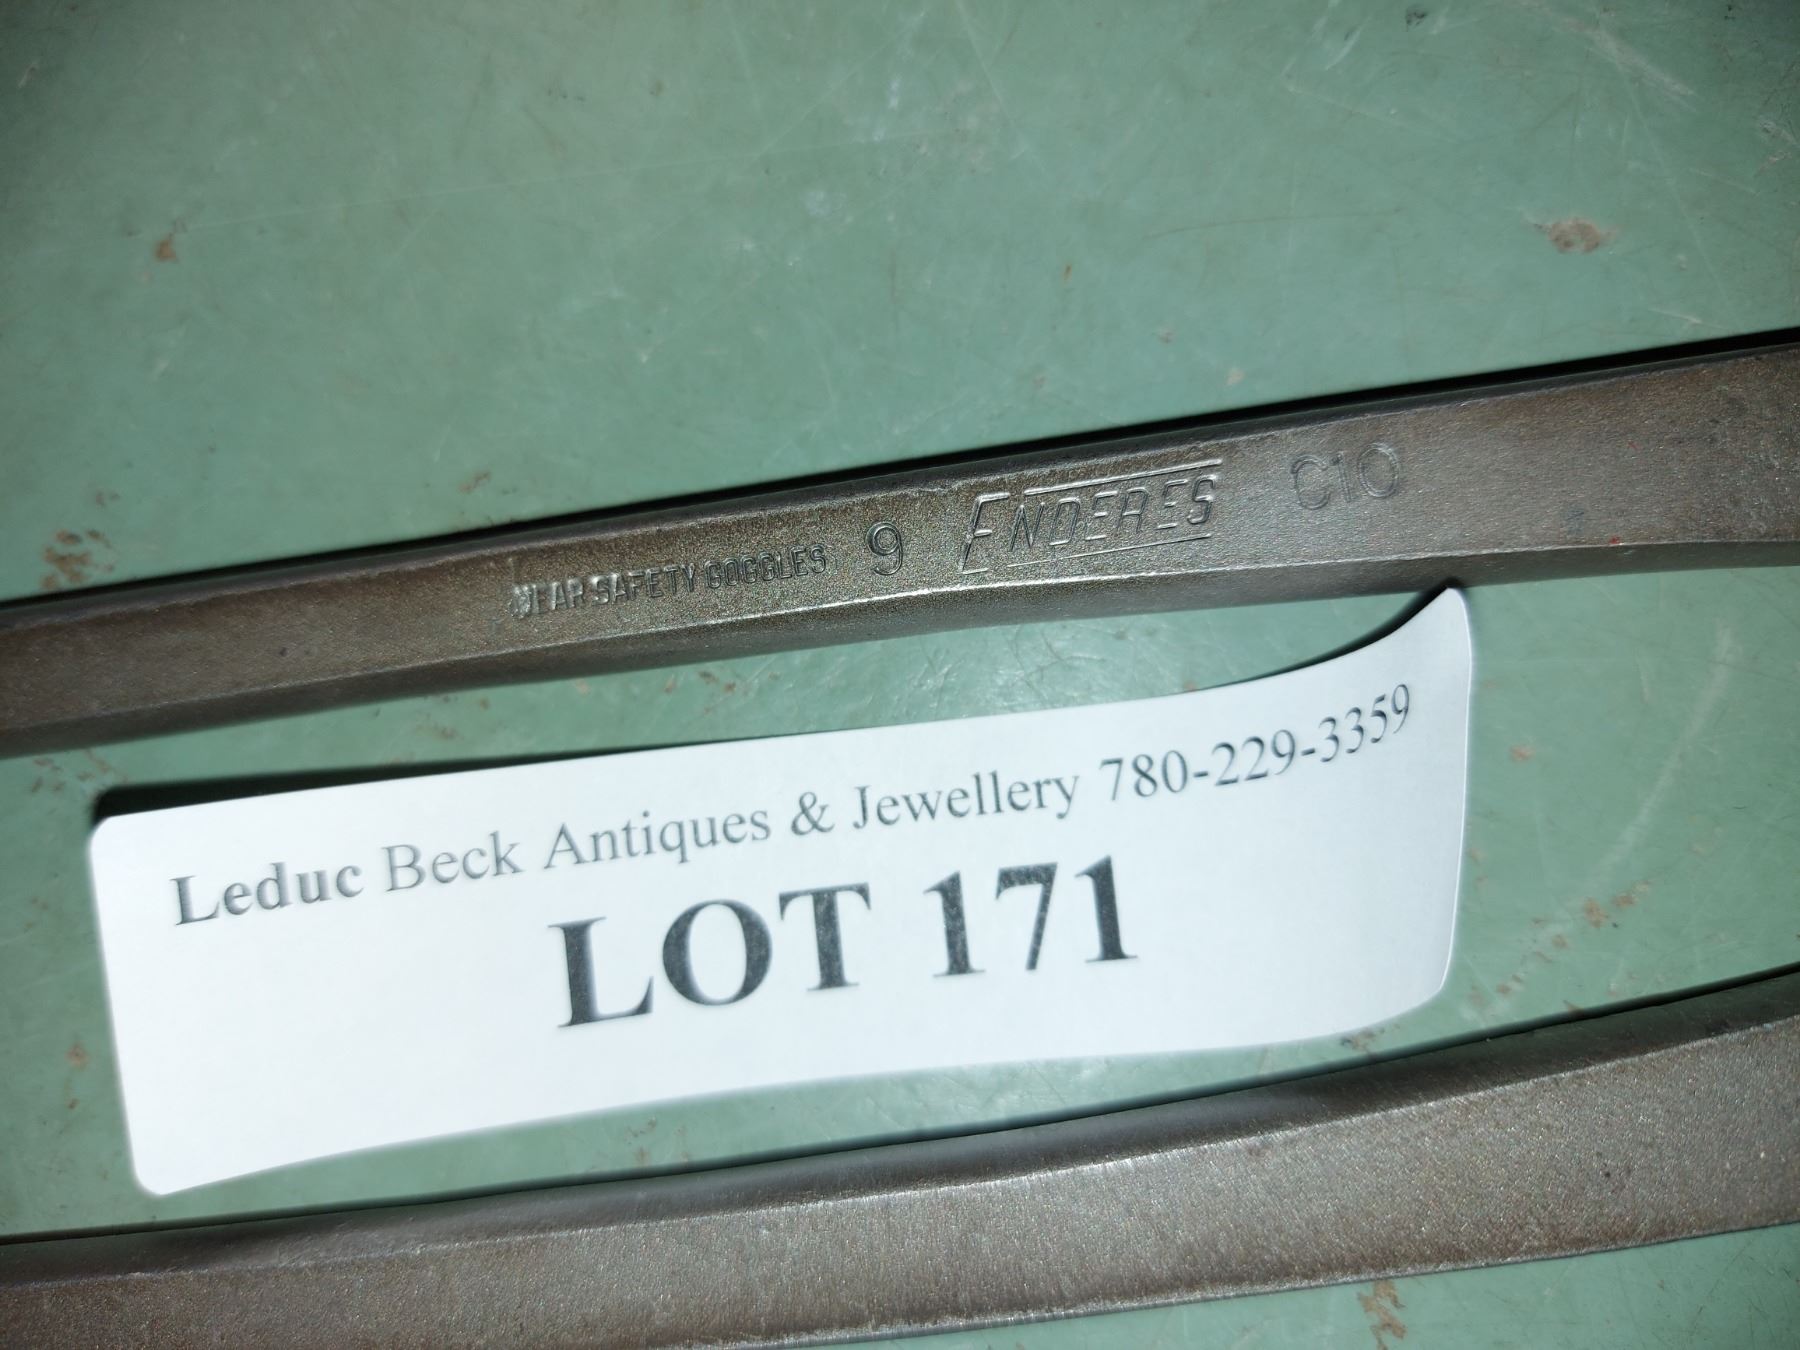 WEAR SAFETY GOGGLES 9 ENDERES C10
Leduc Beck Antiques & Jewellery 780-229-3359
LOT 171